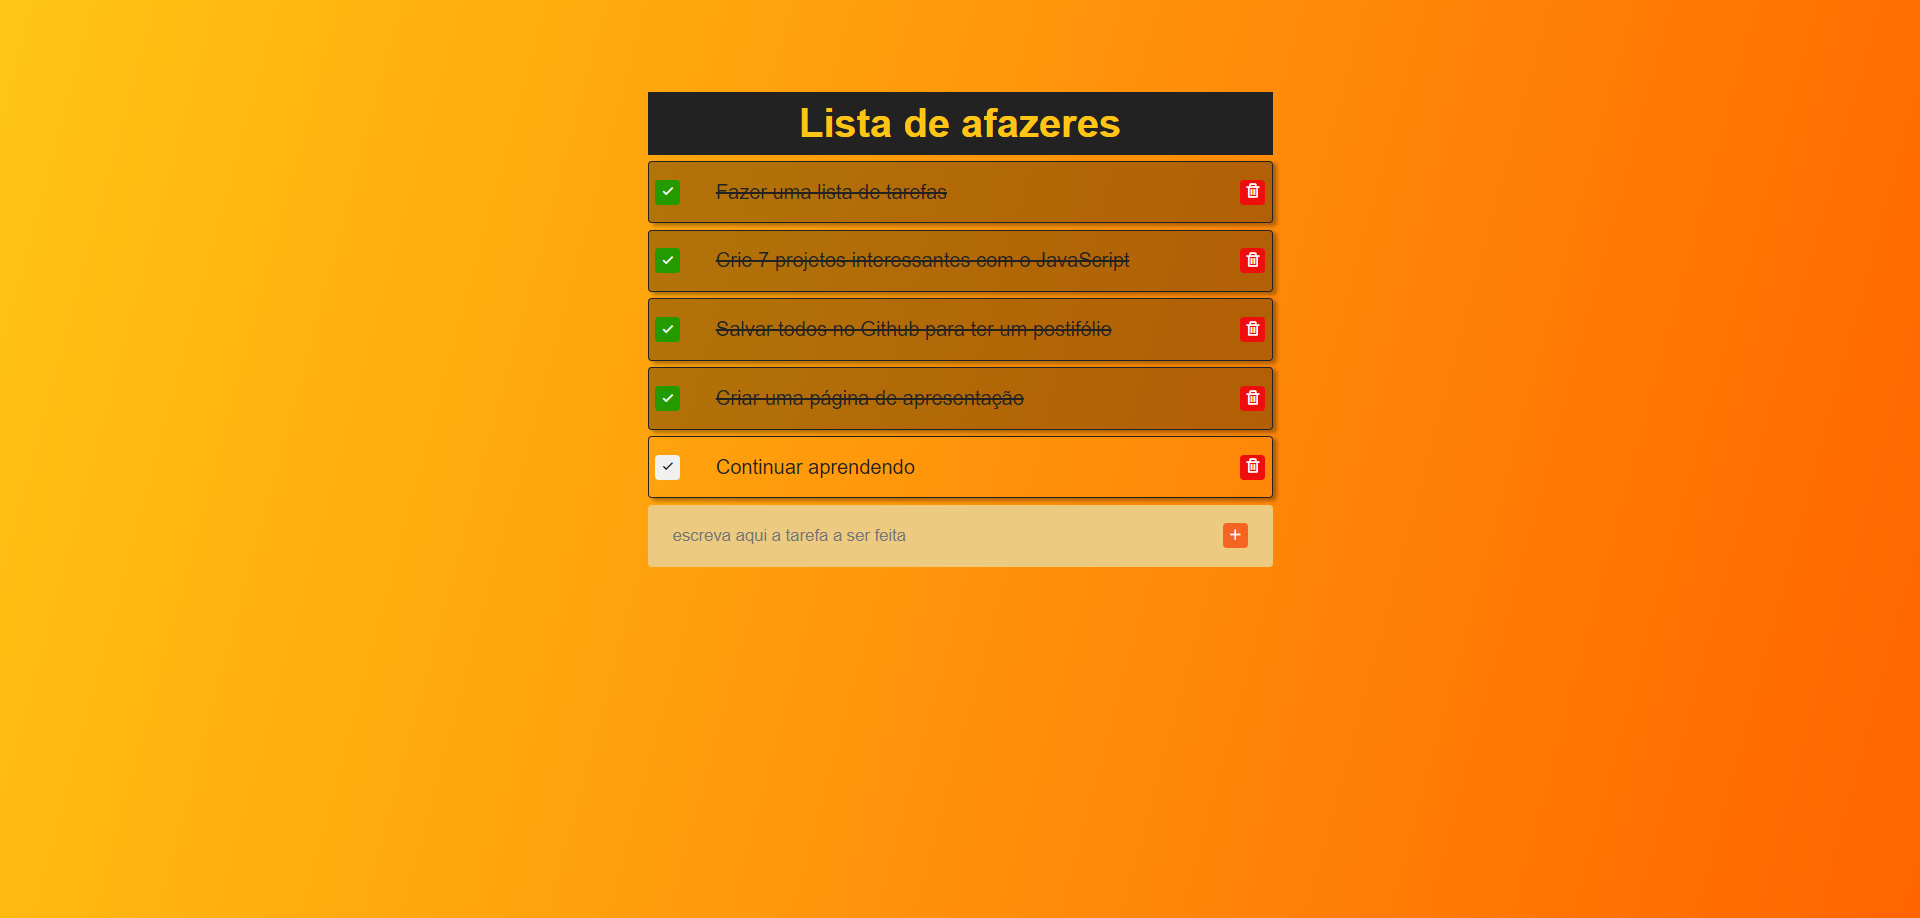 Lista de afazeres
Fazer uma lista de tarefas
Crie 7 projetos interessantes com o JavaScript
Salvar todos no Github para ter um postifólio
Criar uma página de apresentação
Continuar aprendendo
escreva aqui a tarefa a ser feita